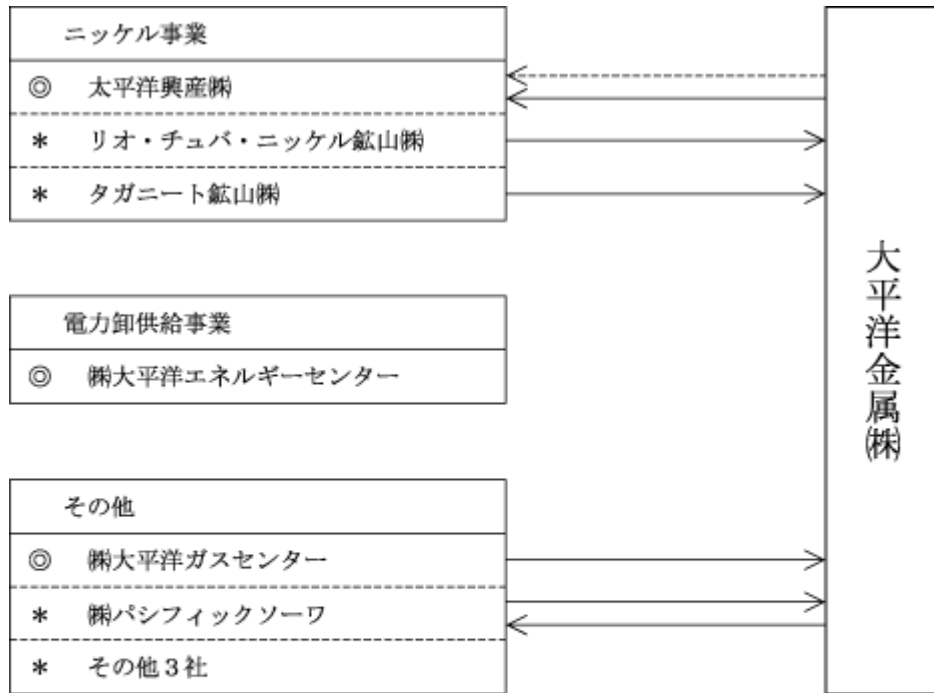 ニッケル事業
◎ 太平洋興産㈱
* リオ・チュバ・ニッケル鉱山㈱
* タガニート鉱山㈱
電力卸供給事業
◎ ㈱大平洋エネルギーセンター
その他
◎ ㈱大平洋ガスセンター
* ㈱パシフィックソーワ
* その他3社
大平洋金属㈱